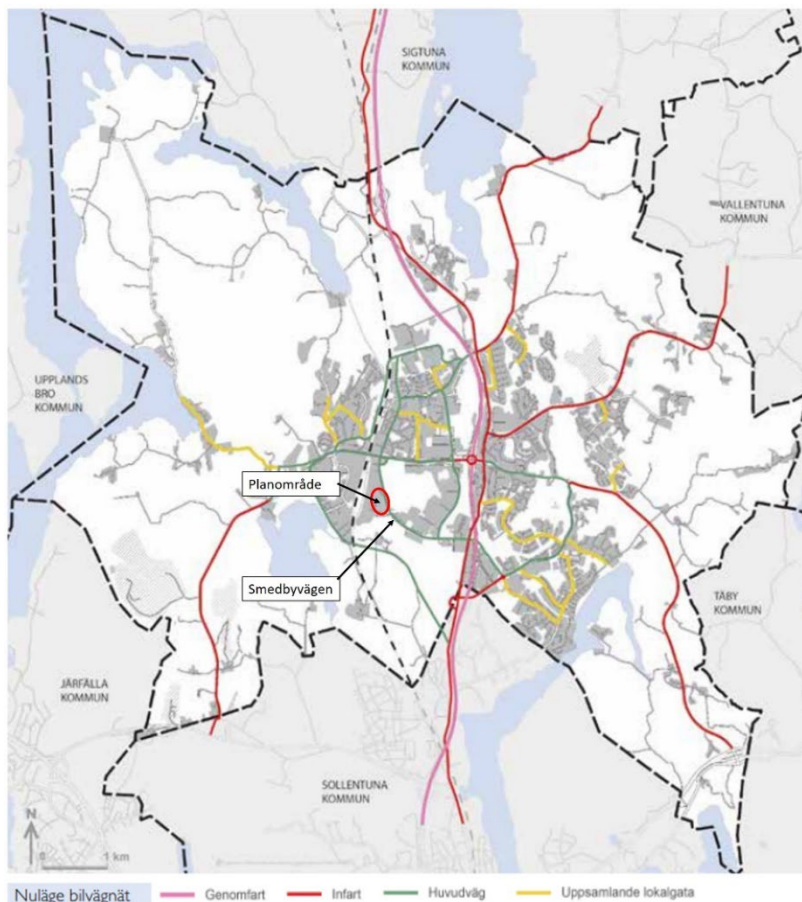 SIGTUNA
KOMMUN
VALLENTUNA
KOMMUN
UPPLANDS
BRO
KOMMUN
Planområde
Smedbyvägen
TÄBY
KOMMUN
JÄRFÄLLA
KOMMUN
SOLLENTUNA
KOMMUN
N
0 1 km
Nuläge bilvägnät Genomfart Infart Huvudväg Uppsamlande lokalgata